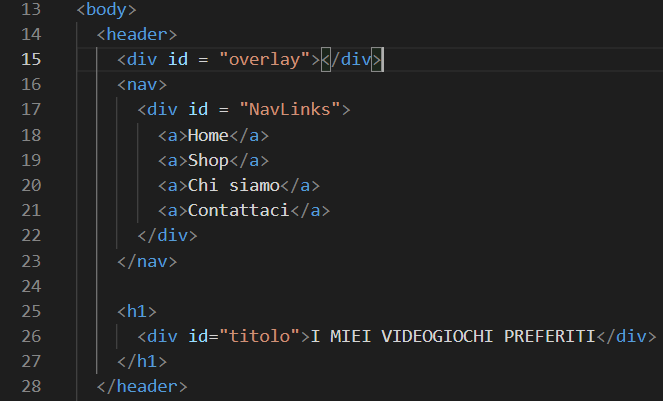 13 <body>
14 <header>
15 <div id = "overlay"></div>
16 <nav>
17 <div id = "NavLinks">
18 <a>Home</a>
19 <a>Shop</a>
20 <a>Chi siamo</a>
21 <a>Contattaci</a>
22 </div>
23 </nav>
24
25 <h1>
26 <div id="titolo">I MIEI VIDEOGIOCHI PREFERITI</div>
27 </h1>
28 </header>